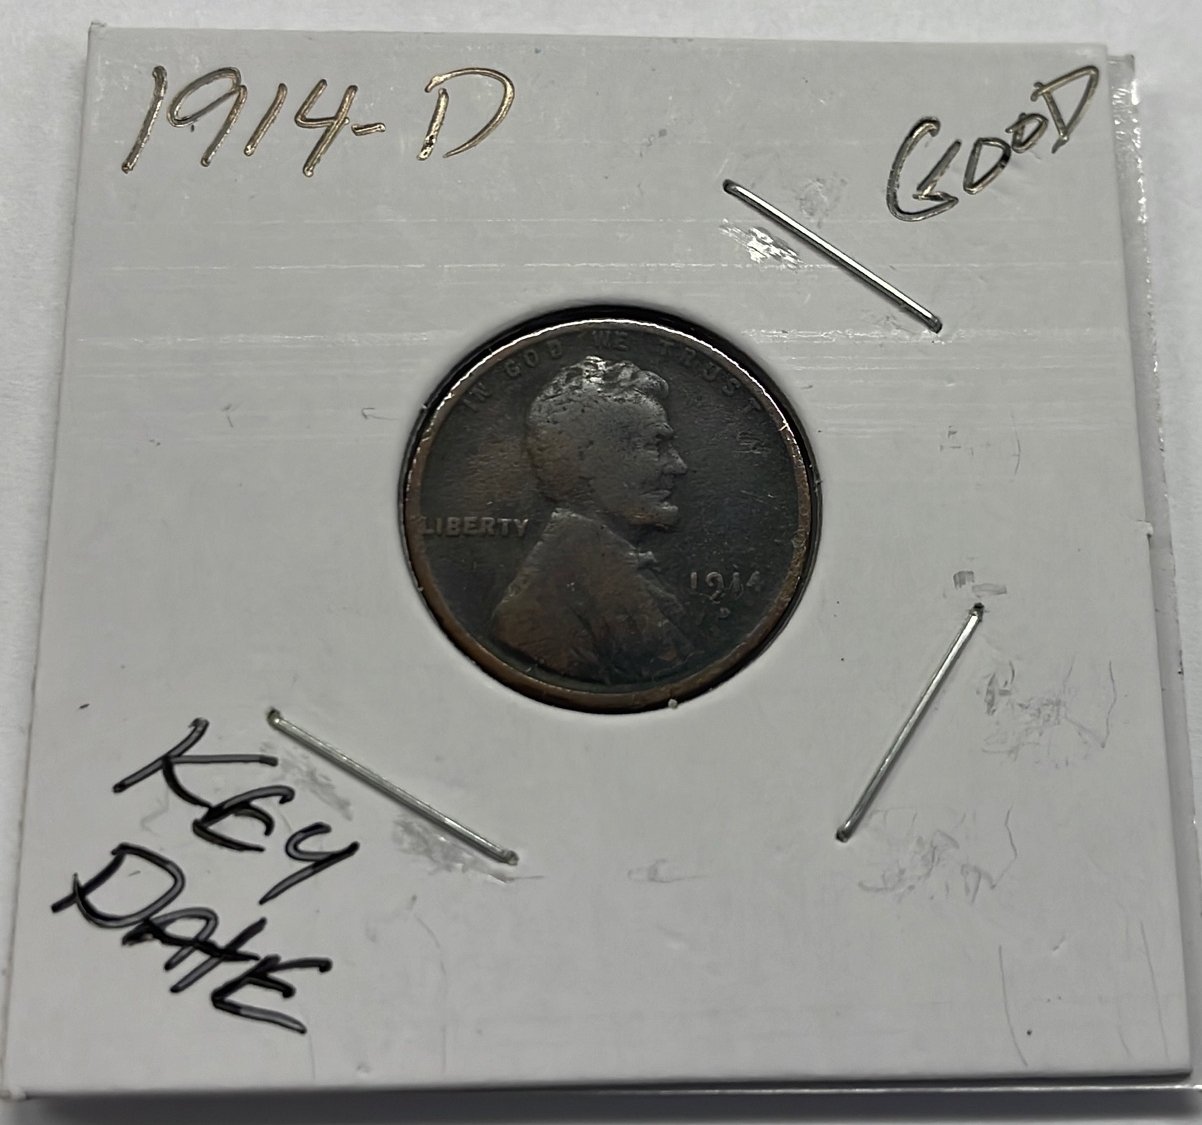 1914-D
GOOD
IN GOD WE TRUST
LIBERTY
1914
D
KEY
DATE